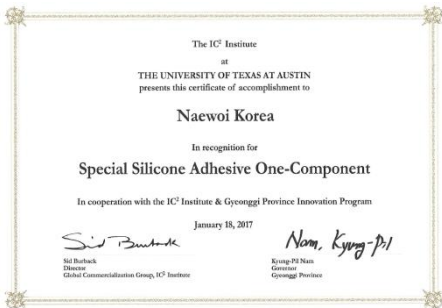 The IC² Institute
at
THE UNIVERSITY OF TEXAS AT AUSTIN
presents this certificate of accomplishment to
Naewoi Korea
In recognition for
Special Silicone Adhesive One-Component
In cooperation with the IC² Institute & Gyeonggi Province Innovation Program
January 18, 2017
Sid Burback
Nam, Kyung-Pil
Sid Burback
Director
Global Commercialization Group, IC² Institute
Kyung-Pil Nam
Governor
Gyeonggi Province